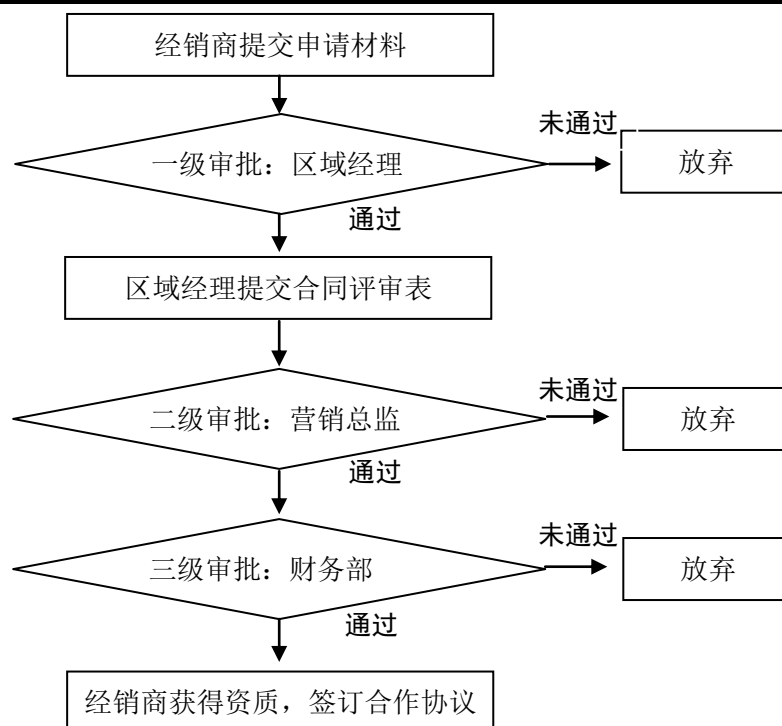 经销商提交申请材料
未通过
一级审批：区域经理
放弃
通过
区域经理提交合同评审表
未通过
二级审批：营销总监
放弃
通过
未通过
三级审批：财务部
放弃
通过
经销商获得资质，签订合作协议